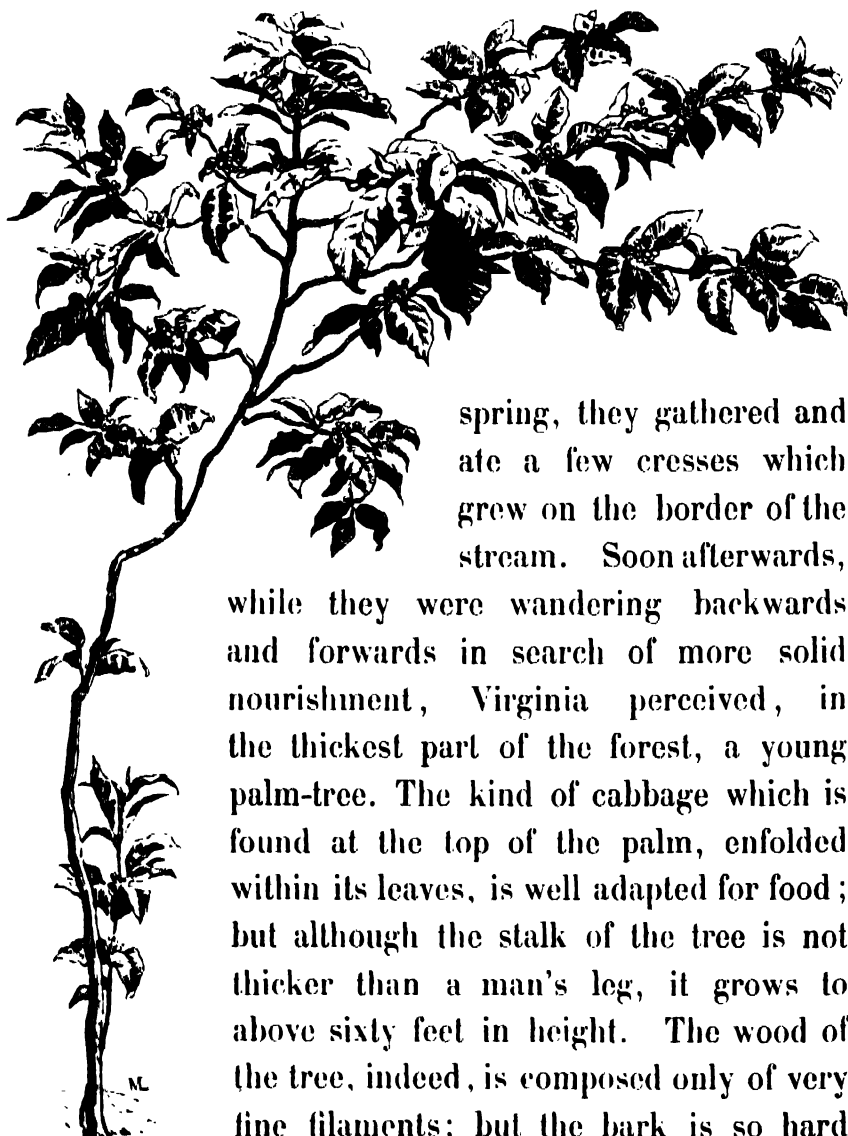 spring, they gathered and
ate a few cresses which
grew on the border of the
stream. Soon afterwards,
while they were wandering backwards
and forwards in search of more solid
nourishment, Virginia perceived, in
the thickest part of the forest, a young
palm-tree. The kind of cabbage which is
found at the top of the palm, enfolded
within its leaves, is well adapted for food;
but although the stalk of the tree is not
thicker than a man's leg, it grows to
above sixty feet in height. The wood of
ML
the tree, indeed, is composed only of very
fine filaments; but the bark is so hard